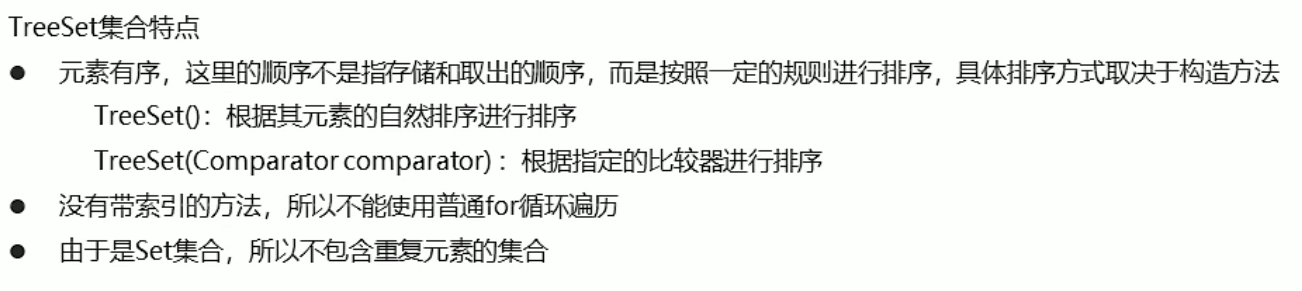 TreeSet集合特点
● 元素有序，这里的顺序不是指存储和取出的顺序，而是按照一定的规则进行排序，具体排序方式取决于构造方法
TreeSet()：根据其元素的自然排序进行排序
TreeSet(Comparator comparator) ：根据指定的比较器进行排序
● 没有带索引的方法，所以不能使用普通for循环遍历
● 由于是Set集合，所以不包含重复元素的集合